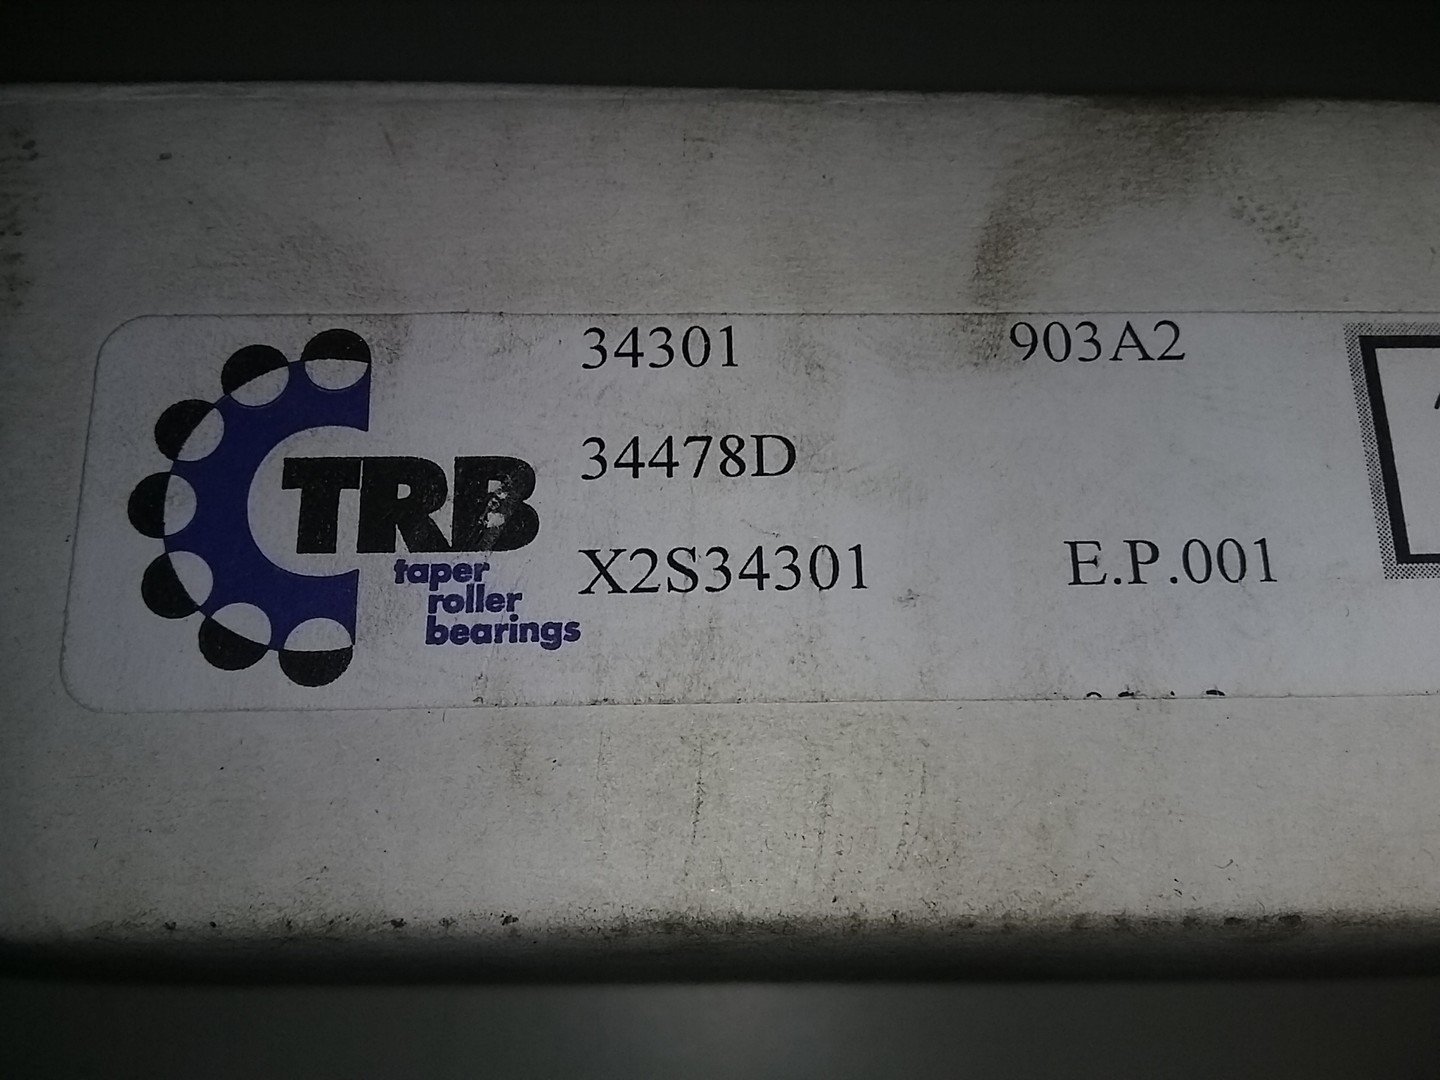 34301 903A2
34478D
X2S34301 E.P.001
TRB
taper
roller
bearings